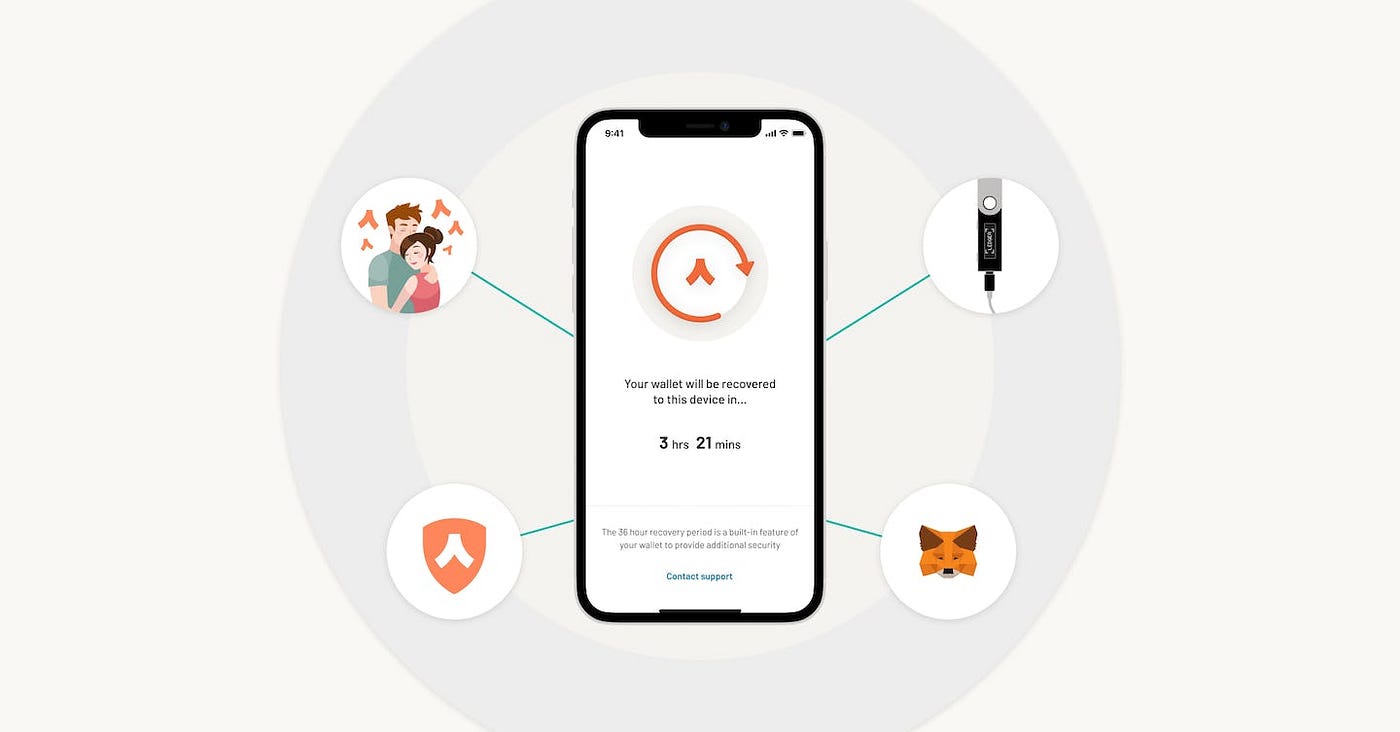 9:41
LEDGER
Your wallet will be recovered
to this device in...
3 hrs 21 mins
The 36 hour recovery period is a built-in feature of
your wallet to provide additional security
Contact support